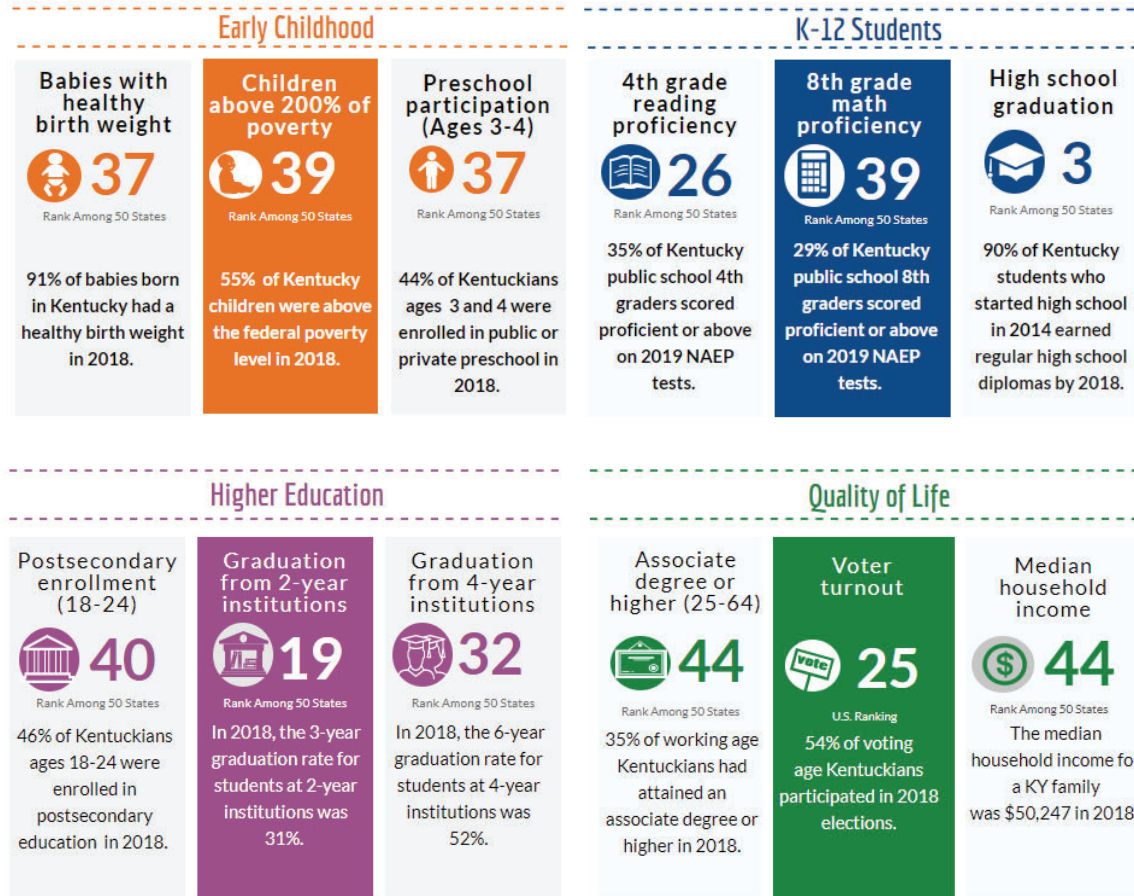 Early Childhood
Babies with
healthy
birth weight
37
Rank Among 50 States
91% of babies born
in Kentucky had a
healthy birth weight
in 2018.
Children
above 200% of
poverty
39
Rank Among 50 States
55% of Kentucky
children were above
the federal poverty
level in 2018.
Preschool
participation
(Ages 3-4)
37
Rank Among 50 States
44% of Kentuckians
ages 3 and 4 were
enrolled in public or
private preschool in
2018.
K-12 Students
4th grade
reading
proficiency
26
Rank Among 50 States
35% of Kentucky
public school 4th
graders scored
proficient or above
on 2019 NAEP
tests.
8th grade
math
proficiency
39
Rank Among 50 States
29% of Kentucky
public school 8th
graders scored
proficient or above
on 2019 NAEP
tests.
High school
graduation
3
Rank Among 50 States
90% of Kentucky
students who
started high school
in 2014 earned
regular high school
diplomas by 2018.
Higher Education
Postsecondary
enrollment
(18-24)
40
Rank Among 50 States
46% of Kentuckians
ages 18-24 were
enrolled in
postsecondary
education in 2018.
Graduation
from 2-year
institutions
19
Rank Among 50 States
In 2018, the 3-year
graduation rate for
students at 2-year
institutions was
31%.
Graduation
from 4-year
institutions
32
Rank Among 50 States
In 2018, the 6-year
graduation rate for
students at 4-year
institutions was
52%.
Quality of Life
Associate
degree or
higher (25-64)
44
Rank Among 50 States
35% of working age
Kentuckians had
attained an
associate degree or
higher in 2018.
Voter
turnout
vote
25
U.S. Ranking
54% of voting
age Kentuckians
participated in 2018
elections.
Median
household
income
$
44
Rank Among 50 States
The median
household income fo
a KY family
was $50,247 in 2018